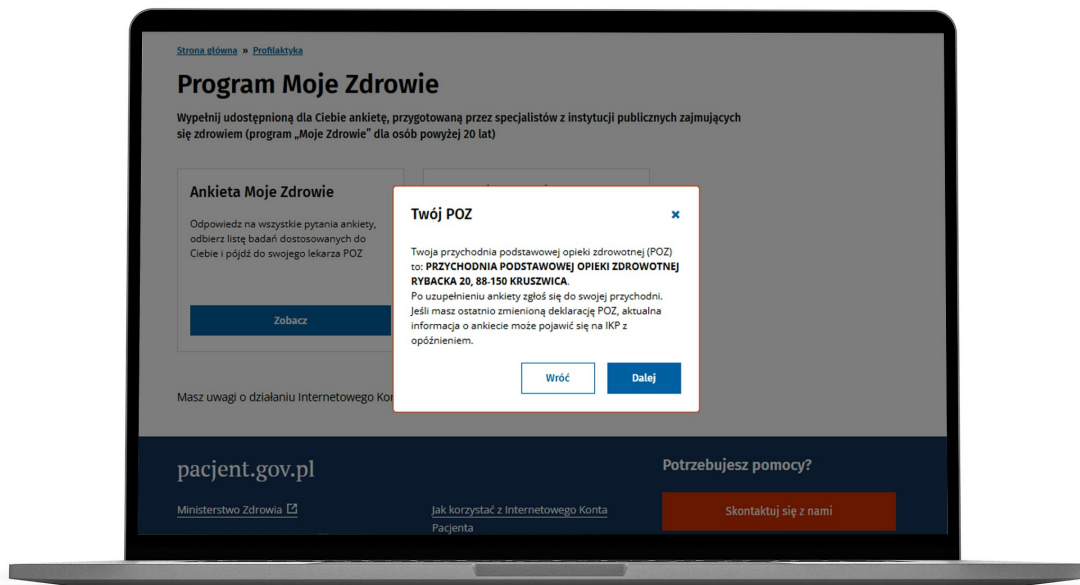 Strona główna » Profilaktyka
Program Moje Zdrowie
Wypełnij udostępnioną dla Ciebie ankietę, przygotowaną przez specjalistów z instytucji publicznych zajmujących
się zdrowiem (program „Moje Zdrowie" dla osób powyżej 20 lat)
Ankieta Moje Zdrowie
Odpowiedz na wszystkie pytania ankiety,
odbierz listę badań dostosowanych do
Ciebie i pójdź do swojego lekarza POZ
Zobacz
Twój POZ
Twoja przychodnia podstawowej opieki zdrowotnej (POZ)
to: PRZYCHODNIA PODSTAWOWEJ OPIEKI ZDROWOTNEJ
RYBACKA 20, 88-150 KRUSZWICA.
Po uzupełnieniu ankiety zgłoś się do swojej przychodni.
Jeśli masz ostatnio zmienioną deklarację POZ, aktualna
informacja o ankiecie może pojawić się na IKP z
opóźnieniem.
Wróć
Dalej
Masz uwagi o działaniu Internetowego
pacjent.gov.pl
Ministerstwo Zdrowia
Jak korzystać z Internetowego Konta
Pacjenta
Potrzebujesz pomocy?
Skontaktuj się z nami